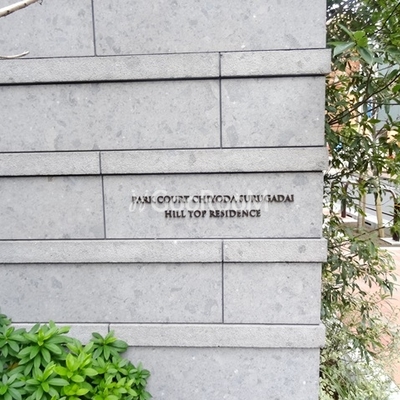 PARK COURT CHIYODA SURUGADAI
HILL TOP RESIDENCE